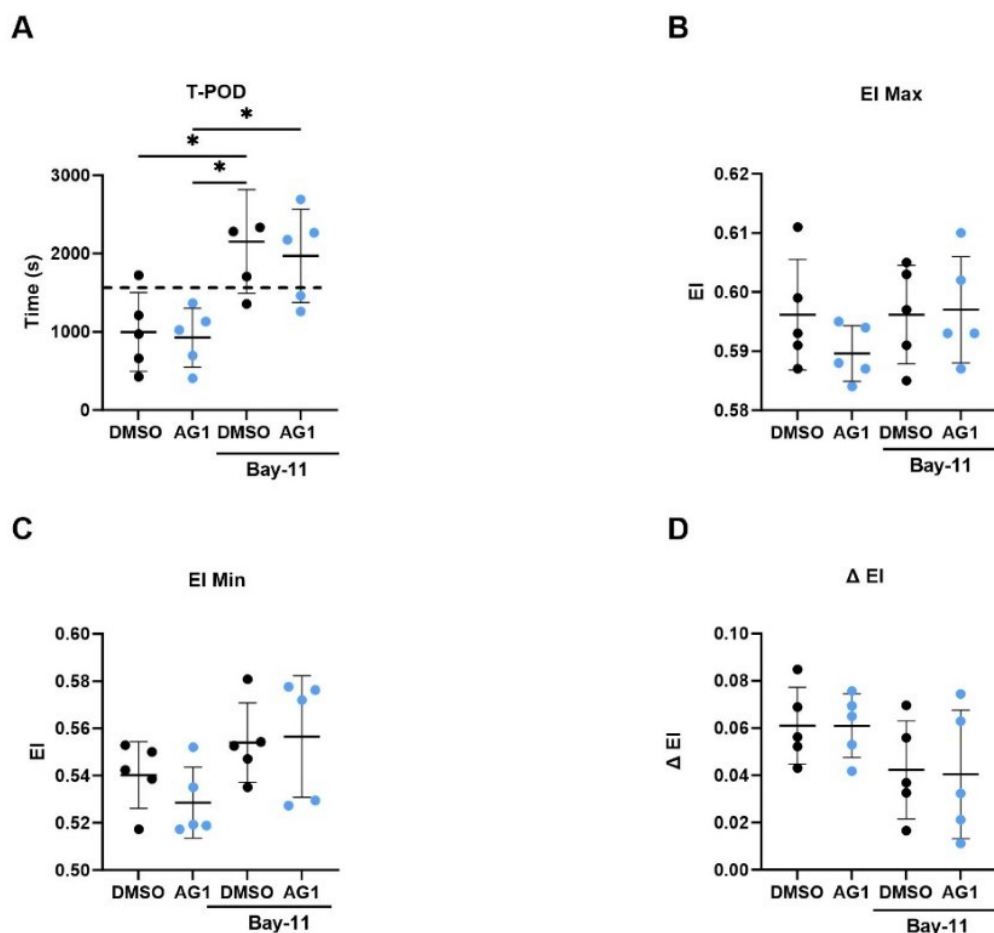 A
T-POD
*
*
*
Time (s)
3000
2000
1000
0
DMSO AG1 DMSO AG1
Bay-11
B
EI Max
EI
0.62
0.61
0.60
0.59
0.58
DMSO AG1 DMSO AG1
Bay-11
C
EI Min
EI
0.60
0.58
0.56
0.54
0.52
0.50
DMSO AG1 DMSO AG1
Bay-11
D
Δ EI
Δ EI
0.10
0.08
0.06
0.04
0.02
0.00
DMSO AG1 DMSO AG1
Bay-11